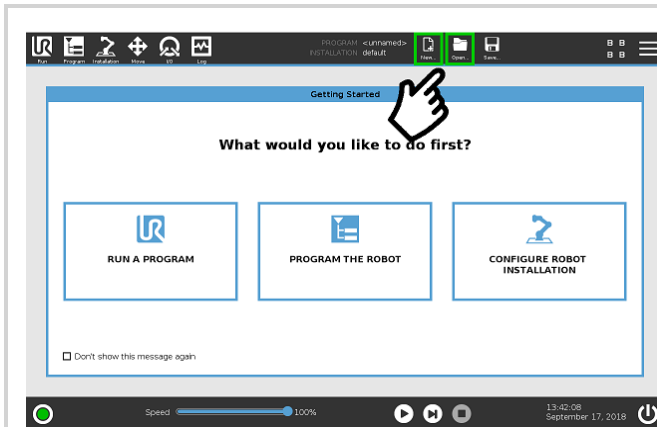 PROGRAM <unnamed>
INSTALLATION default
Run Program Installation Move I/O Log New... Open... Save...
Getting Started
What would you like to do first?
RUN A PROGRAM
PROGRAM THE ROBOT
CONFIGURE ROBOT
INSTALLATION
Don't show this message again
Speed 100%
13:42:08
September 17, 2018